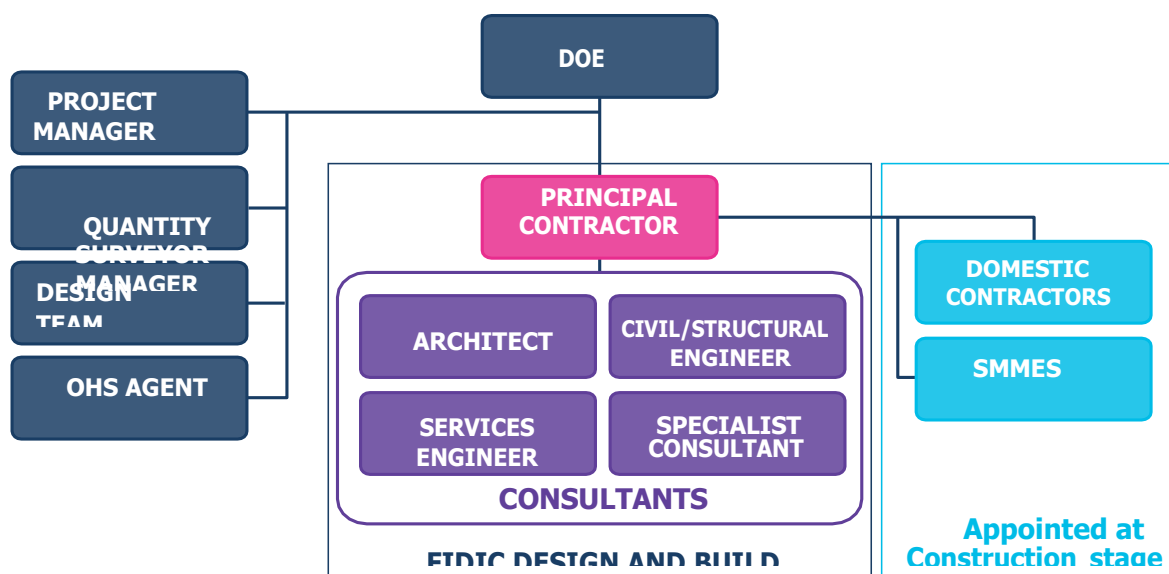 DOE
PROJECT
MANAGER
QUANTITY
SURVEYOR
MANAGER
DESIGN
TEAM
OHS AGENT
PRINCIPAL
CONTRACTOR
ARCHITECT
CIVIL/STRUCTURAL
ENGINEER
SERVICES
ENGINEER
SPECIALIST
CONSULTANT
CONSULTANTS
FIDIC DESIGN AND BUILD
DOMESTIC
CONTRACTORS
SMMES
Appointed at
Construction stage